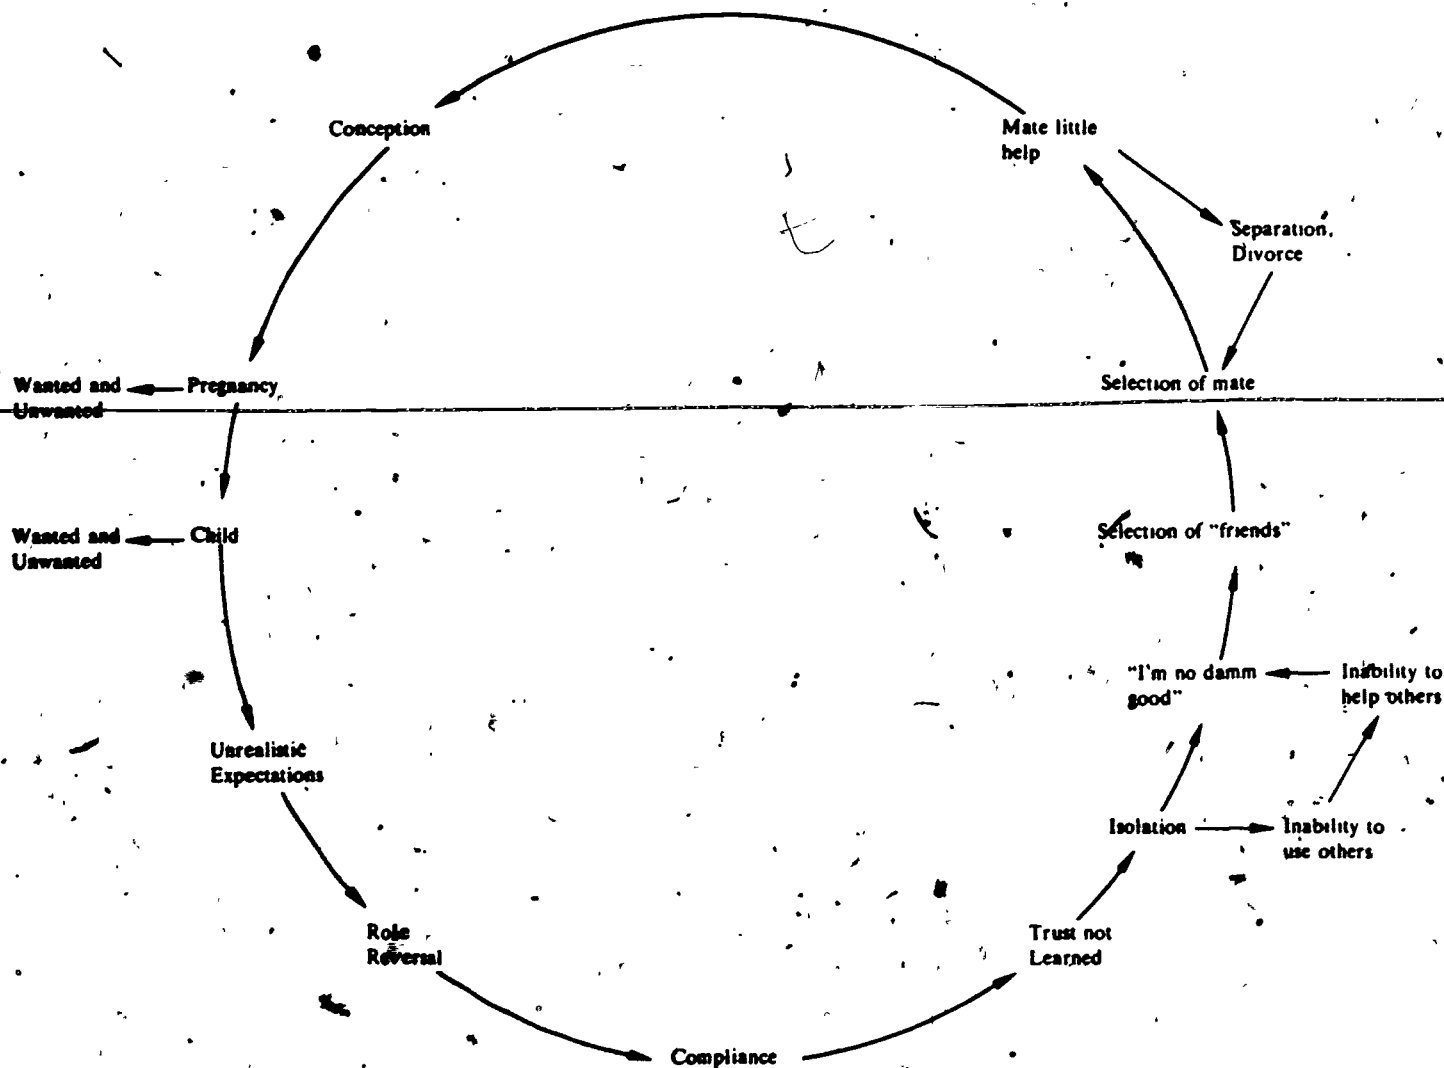 Conception
Mate little
help
Separation,
Divorce
Wanted and
Unwanted
Pregnancy
Selection of mate
Wanted and
Unwanted
Child
Selection of "friends"
"I'm no damm
good"
Inability to
help others
Unrealistic
Expectations
Isolation
Inability to
use others
Role
Reversal
Trust not
Learned
Compliance